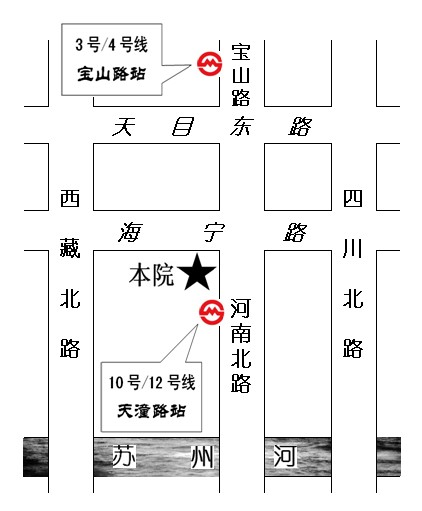 3号/4号线
宝山路站
宝山路
天目东路
西藏北路
四川北路
海宁路
本院
河南北路
10号/12号线
天潼路站
苏州河